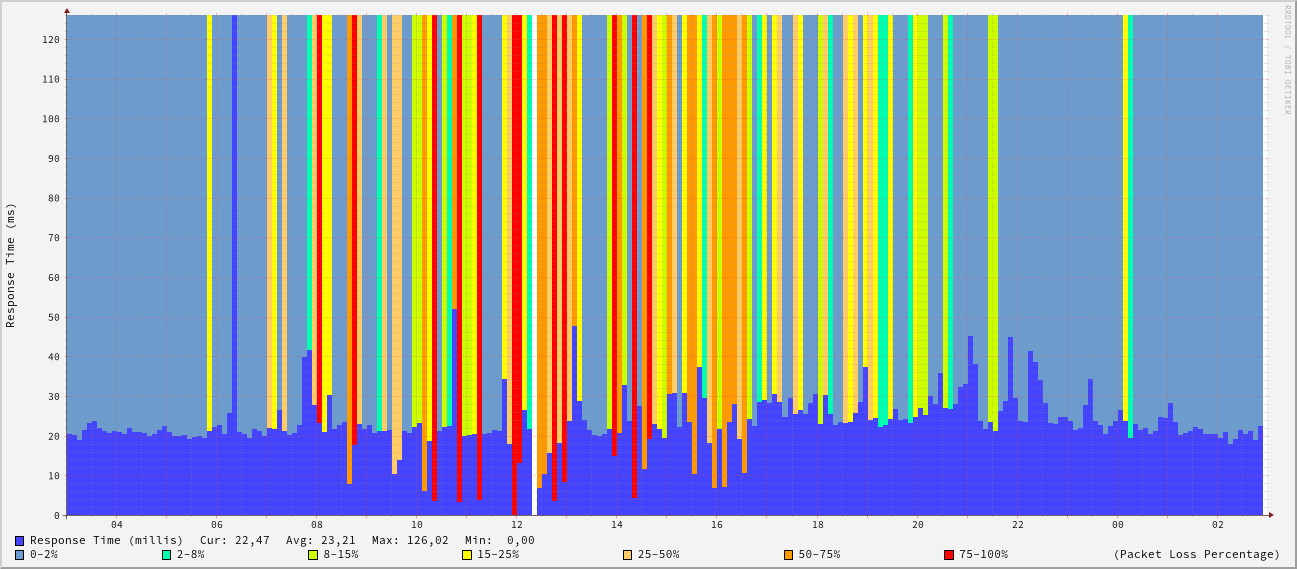 RRDTOOL / TOBI OETIKER
Response Time (ms)
120
110
100
90
80
70
60
50
40
30
20
10
0
04 06 08 10 12 14 16 18 20 22 00 02
Response Time (millis) Cur: 22,47 Avg: 23,21 Max: 126,02 Min: 0,00
0-2% 2-8% 8-15% 15-25% 25-50% 50-75% 75-100% (Packet Loss Percentage)